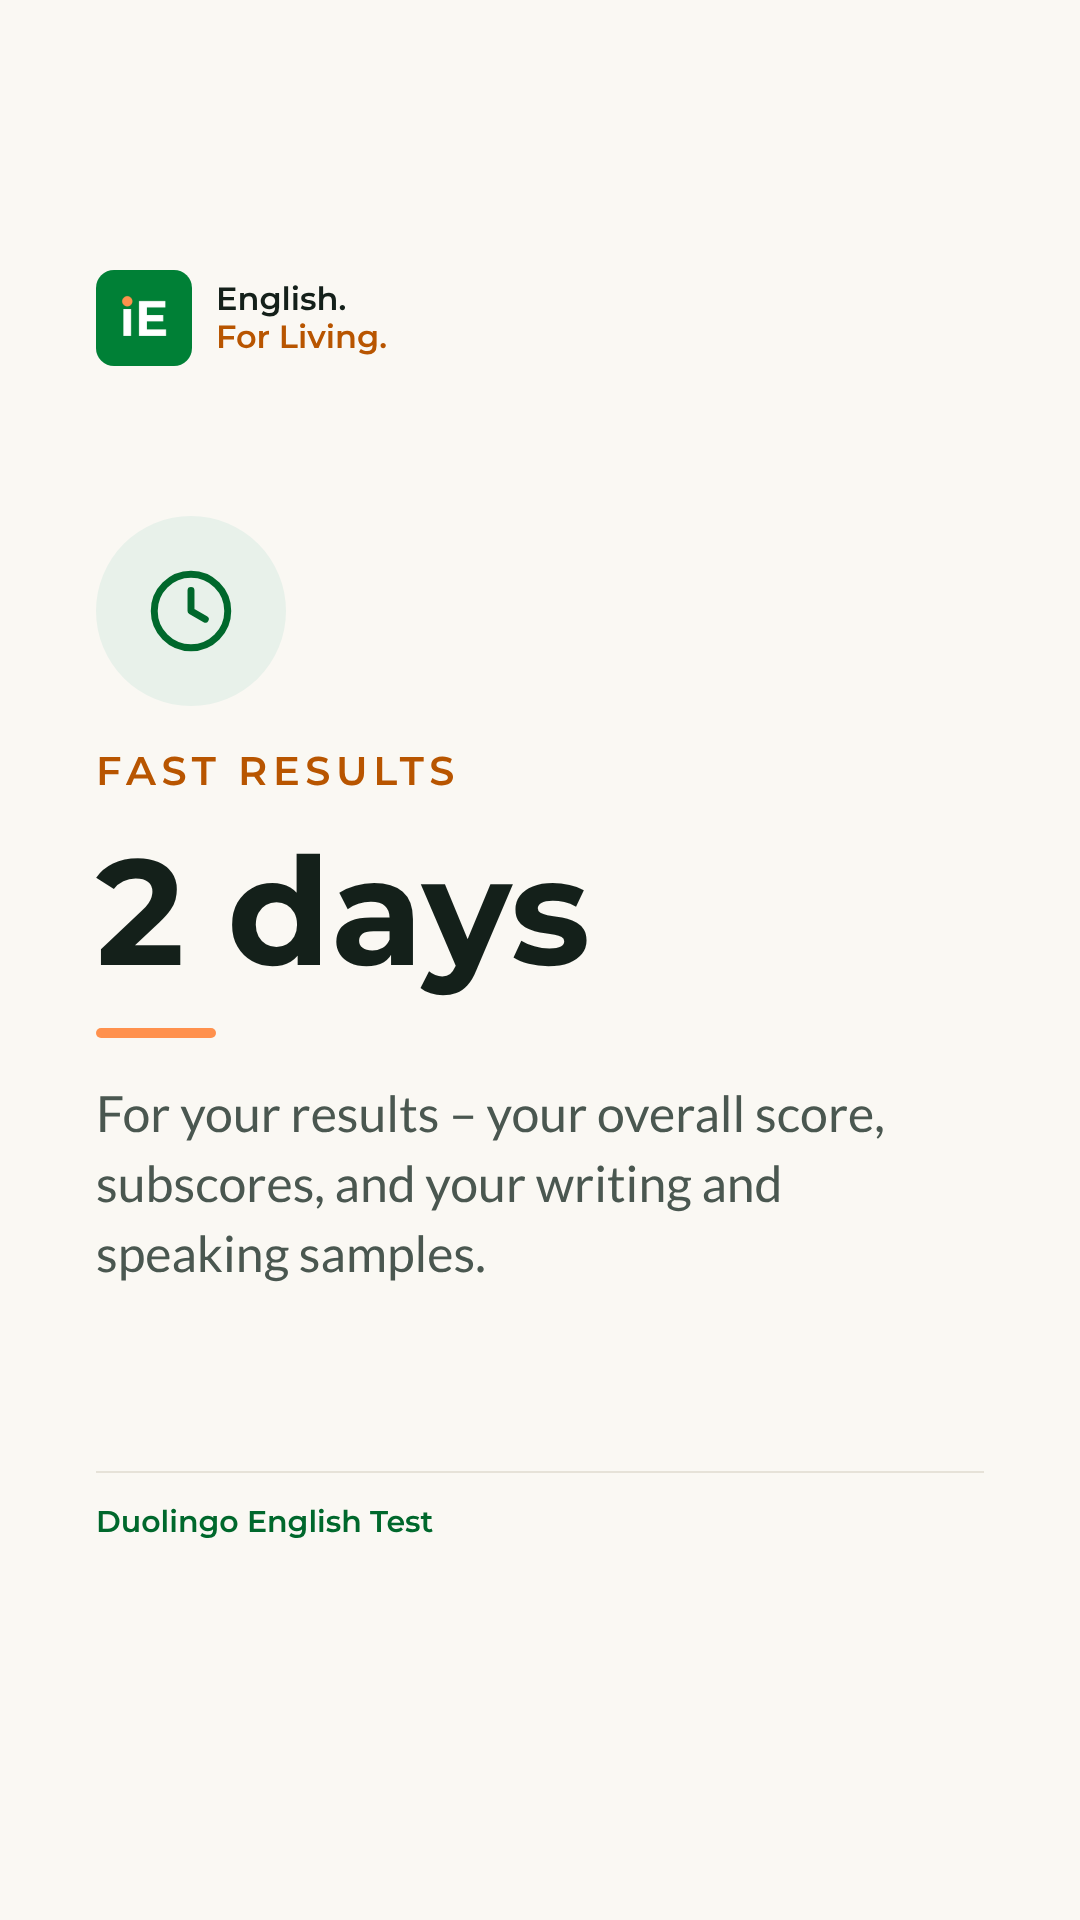 iE
English.
For Living.
FAST RESULTS
2 days
For your results – your overall score,
subscores, and your writing and
speaking samples.
Duolingo English Test